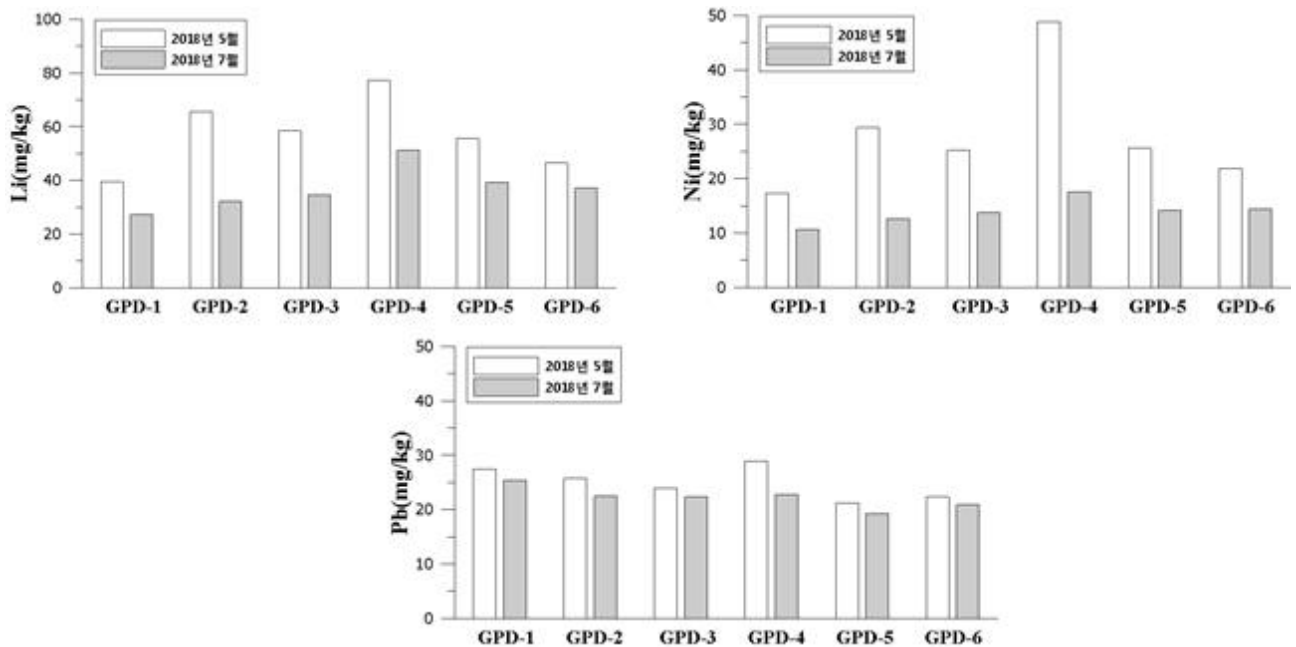 Li(mg/kg)
100
80
60
40
20
0
2018년 5월
2018년 7월
GPD-1 GPD-2 GPD-3 GPD-4 GPD-5 GPD-6
Ni(mg/kg)
50
40
30
20
10
0
2018년 5월
2018년 7월
GPD-1 GPD-2 GPD-3 GPD-4 GPD-5 GPD-6
Pb(mg/kg)
50
40
30
20
10
0
2018년 5월
2018년 7월
GPD-1 GPD-2 GPD-3 GPD-4 GPD-5 GPD-6